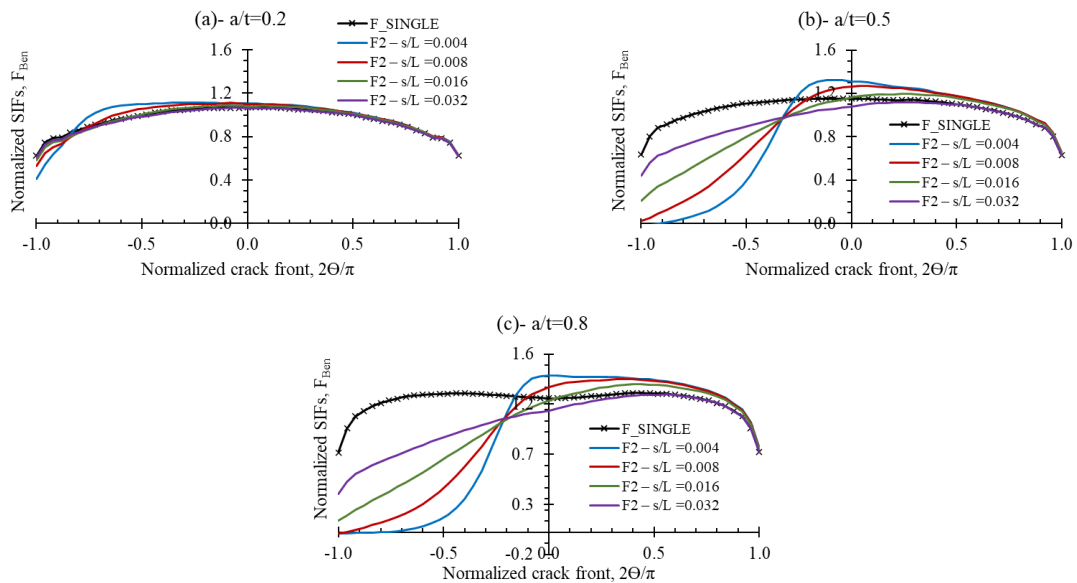 (a)- a/t=0.2
Normalized SIFs, F_Ben
1.6
1.2
0.8
0.4
0.0
-1.0
-0.5
0.0
0.5
1.0
Normalized crack front, 2Θ/π
F_SINGLE
F2 – s/L =0.004
F2 – s/L =0.008
F2 – s/L =0.016
F2 – s/L =0.032
(b)- a/t=0.5
Normalized SIFs, F_Ben
1.6
1.2
0.8
0.4
0.0
-1.0
-0.5
0.0
0.5
1.0
Normalized crack front, 2Θ/π
F_SINGLE
F2 – s/L =0.004
F2 – s/L =0.008
F2 – s/L =0.016
F2 – s/L =0.032
(c)- a/t=0.8
Normalized SIFs, F_Ben
1.6
1.2
0.7
0.3
-0.2
-1.0
-0.5
0.0
0.5
1.0
Normalized crack front, 2Θ/π
F_SINGLE
F2 – s/L =0.004
F2 – s/L =0.008
F2 – s/L =0.016
F2 – s/L =0.032